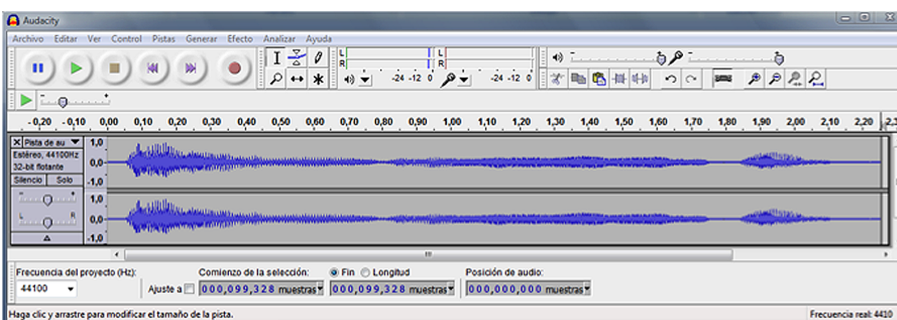 Audacity
Archivo Editar Ver Control Pistas Generar Efecto Analizar Ayuda
L
R
L
R
-24 -12 0
-24 -12 0
- 0,20 - 0,10 0,00 0,10 0,20 0,30 0,40 0,50 0,60 0,70 0,80 0,90 1,00 1,10 1,20 1,30 1,40 1,50 1,60 1,70 1,80 1,90 2,00 2,10 2,20
X Pista de au
Estéreo, 44100Hz
32-bit flotante
Silencio Solo
- +
L R
1,0
0,0
-1,0
1,0
0,0
-1,0
Frecuencia del proyecto (Hz): Comienzo de la selección: Fin Longitud Posición de audio:
44100 Ajuste a 000,099,328 muestras 000,099,328 muestras 000,000,000 muestras
Haga clic y arrastre para modificar el tamaño de la pista. Frecuencia real: 4410